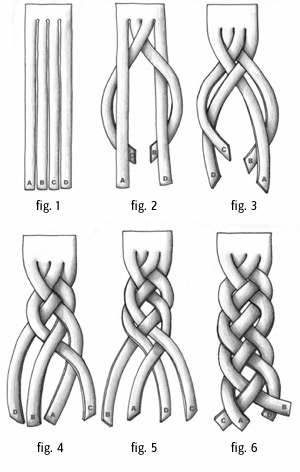 A B C D
fig. 1
B
A D
fig. 2
C B
D A
fig. 3
D B A C
fig. 4
B A D C
fig. 5
B
C A
fig. 6